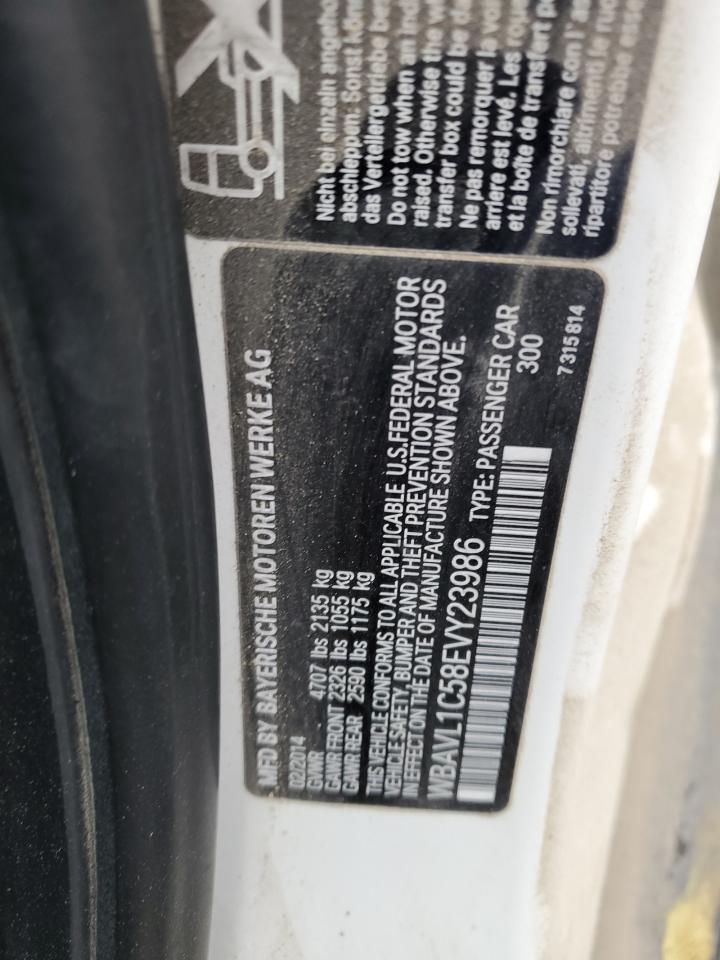 Nicht bei einzeln angeho
abschleppen. Sonst könn
das Verteilergetriebe be
Do not tow when an ind
raised. Otherwise the
transfer box could be da
Ne pas remorquer le v
arrière est levé. Les
et la boîte de transfert p
Non rimorchiare con l' as
sollevati, altrimenti le ruo
ripartitore potrebbe esse
MFD BY BAYERISCHE MOTOREN WERKE AG
02/2014
GVWR 4707 lbs 2135 kg
GAWR FRONT 2326 lbs 1055 kg
GAWR REAR 2590 lbs 1175 kg
THIS VEHICLE CONFORMS TO ALL APPLICABLE U.S.FEDERAL MOTOR
VEHICLE SAFETY, BUMPER AND THEFT PREVENTION STANDARDS
IN EFFECT ON THE DATE OF MANUFACTURE SHOWN ABOVE.
WBAVL1C58EVY23986 TYPE: PASSENGER CAR
300
7 315 814